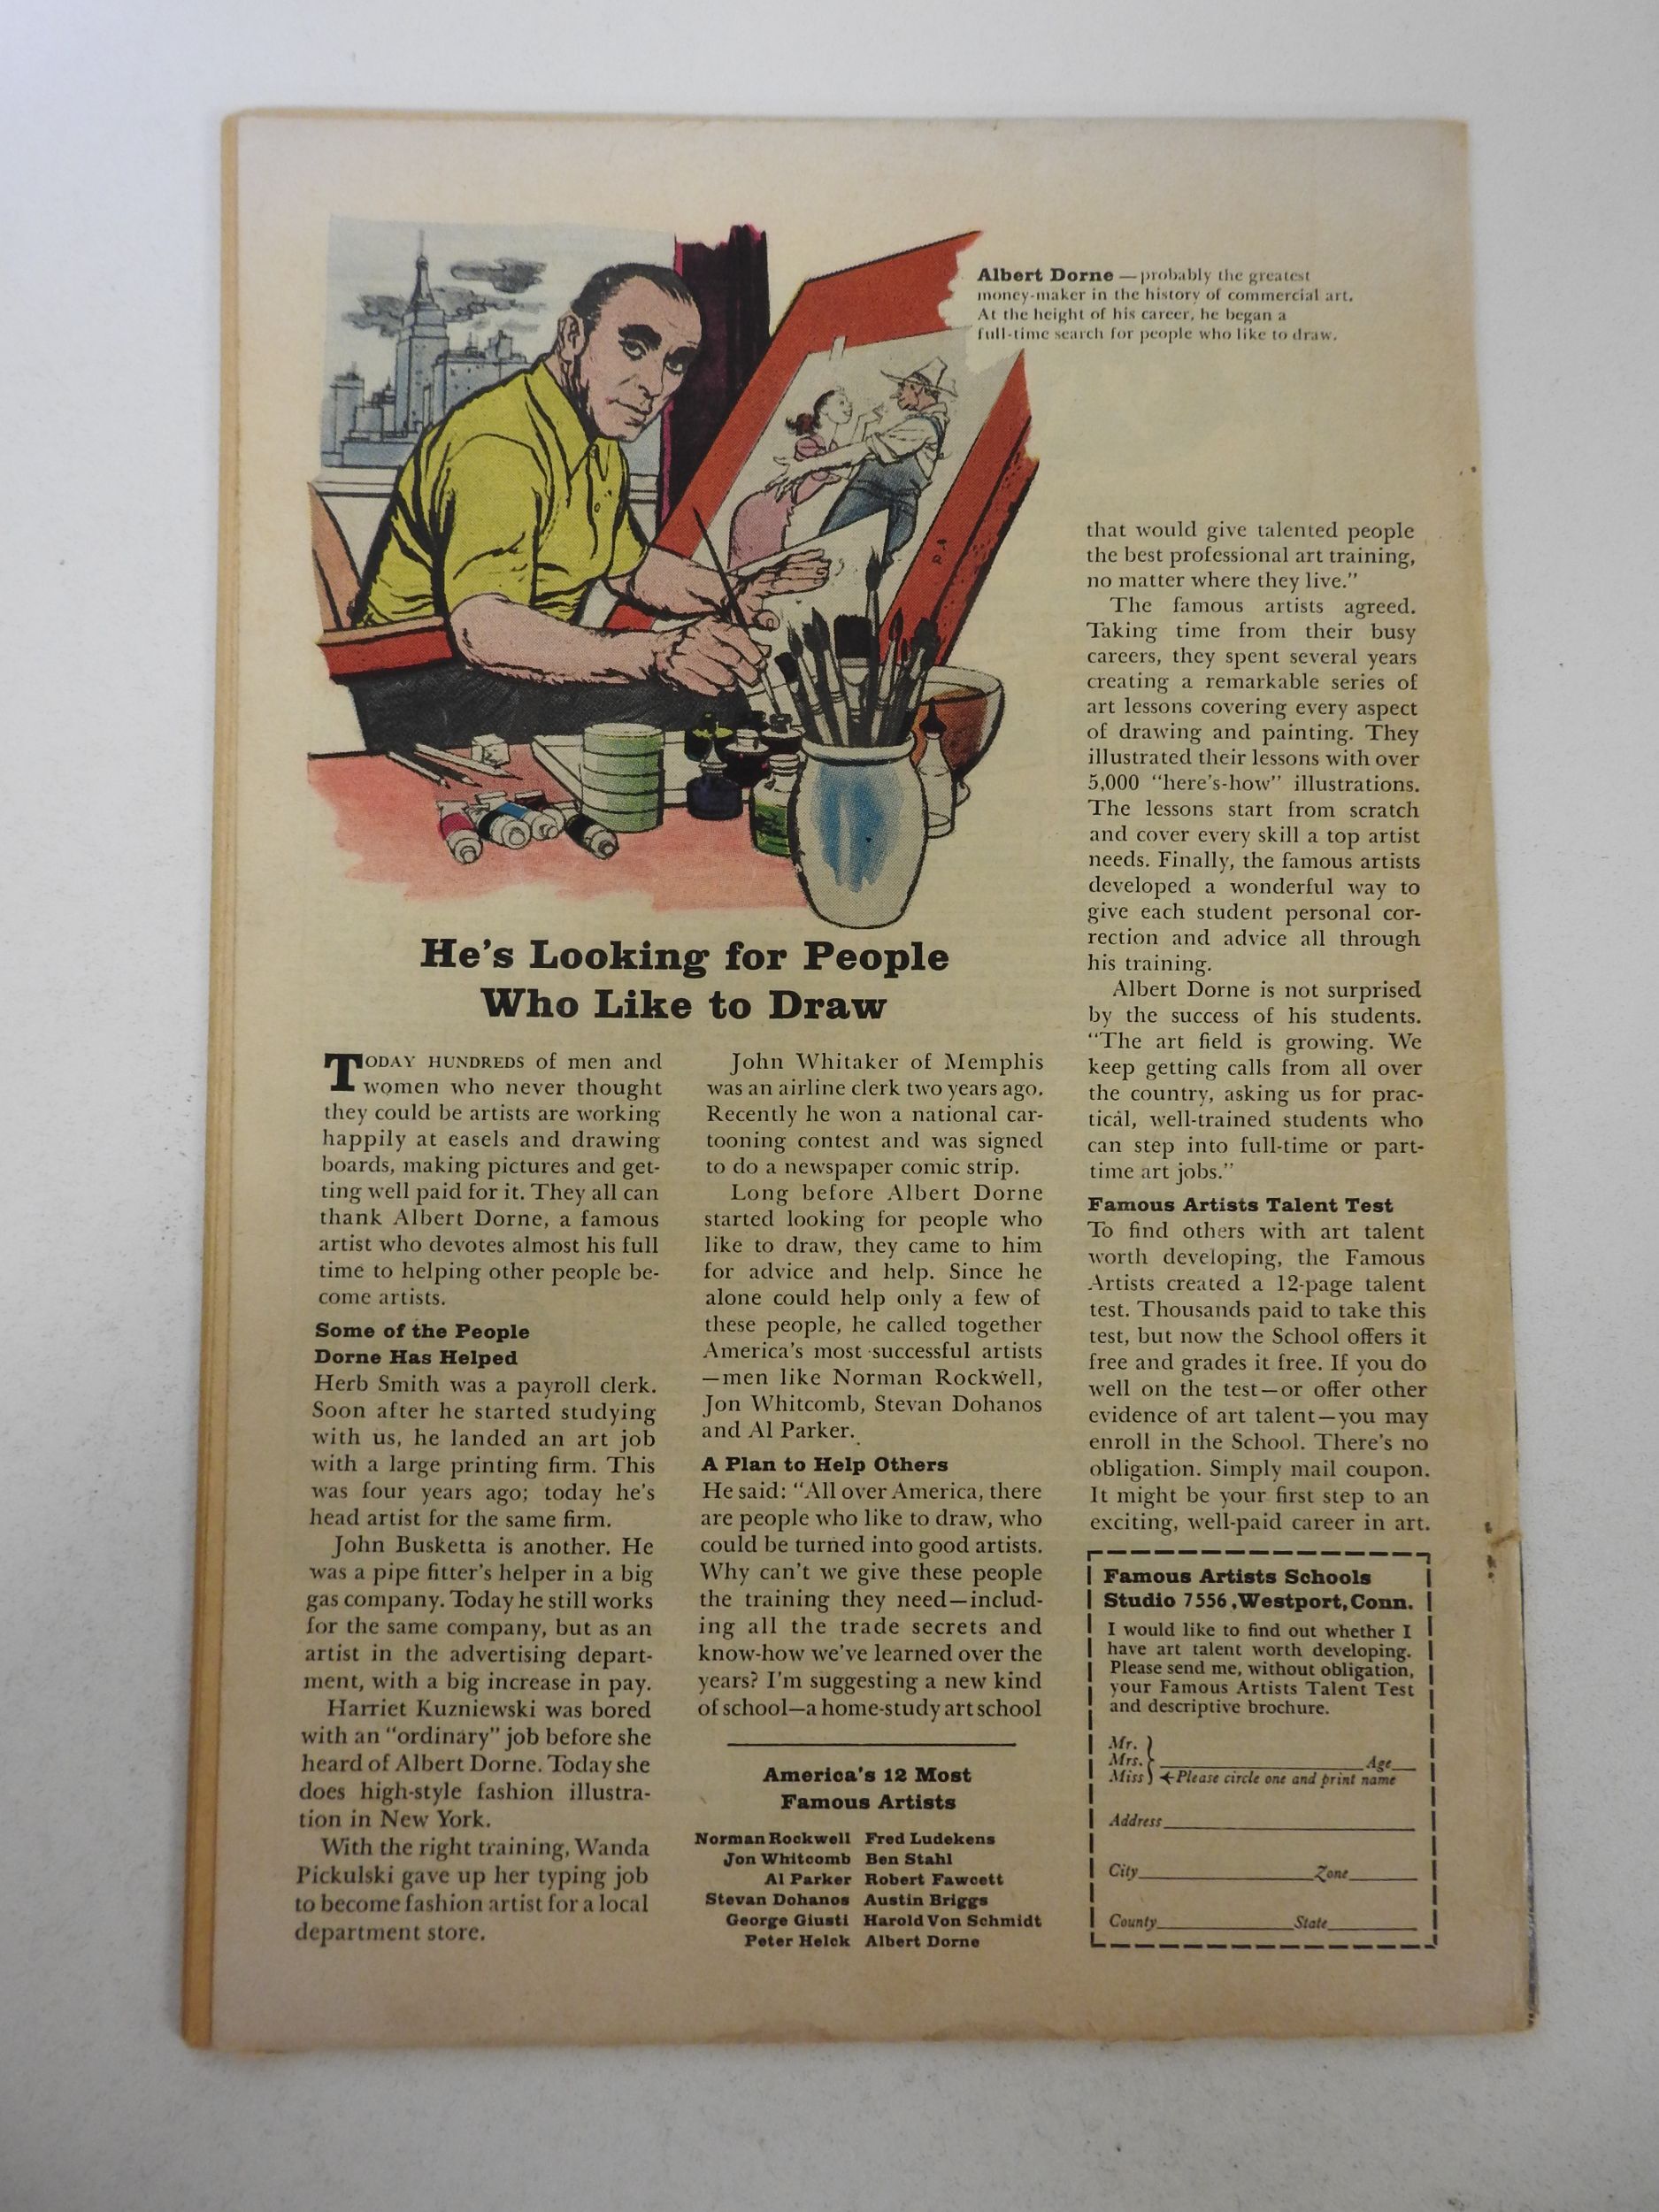 Albert Dorne — probably the greatest
money-maker in the history of commercial art.
At the height of his career, he began a
full-time search for people who like to draw.
He's Looking for People
Who Like to Draw
TODAY HUNDREDS of men and
women who never thought
they could be artists are working
happily at easels and drawing
boards, making pictures and get-
ting well paid for it. They all can
thank Albert Dorne, a famous
artist who devotes almost his full
time to helping other people be-
come artists.
Some of the People
Dorne Has Helped
Herb Smith was a payroll clerk.
Soon after he started studying
with us, he landed an art job
with a large printing firm. This
was four years ago; today he's
head artist for the same firm.
John Busketta is another. He
was a pipe fitter's helper in a big
gas company. Today he still works
for the same company, but as an
artist in the advertising depart-
ment, with a big increase in pay.
Harriet Kuzniewski was bored
with an "ordinary" job before she
heard of Albert Dorne. Today she
does high-style fashion illustra-
tion in New York.
With the right training, Wanda
Pickulski gave up her typing job
to become fashion artist for a local
department store.
John Whitaker of Memphis
was an airline clerk two years ago.
Recently he won a national car-
tooning contest and was signed
to do a newspaper comic strip.
Long before Albert Dorne
started looking for people who
like to draw, they came to him
for advice and help. Since he
alone could help only a few of
these people, he called together
America's most successful artists
—men like Norman Rockwell,
Jon Whitcomb, Stevan Dohanos
and Al Parker.
A Plan to Help Others
He said: "All over America, there
are people who like to draw, who
could be turned into good artists.
Why can't we give these people
the training they need—includ-
ing all the trade secrets and
know-how we've learned over the
years? I'm suggesting a new kind
of school—a home-study art school
America's 12 Most
Famous Artists
Norman Rockwell Fred Ludekens
Jon Whitcomb Ben Stahl
Al Parker Robert Fawcett
Stevan Dohanos Austin Briggs
George Giusti Harold Von Schmidt
Peter Helck Albert Dorne
that would give talented people
the best professional art training,
no matter where they live."
The famous artists agreed.
Taking time from their busy
careers, they spent several years
creating a remarkable series of
art lessons covering every aspect
of drawing and painting. They
illustrated their lessons with over
5,000 "here's-how" illustrations.
The lessons start from scratch
and cover every skill a top artist
needs. Finally, the famous artists
developed a wonderful way to
give each student personal cor-
rection and advice all through
his training.
Albert Dorne is not surprised
by the success of his students.
"The art field is growing. We
keep getting calls from all over
the country, asking us for prac-
tical, well-trained students who
can step into full-time or part-
time art jobs."
Famous Artists Talent Test
To find others with art talent
worth developing, the Famous
Artists created a 12-page talent
test. Thousands paid to take this
test, but now the School offers it
free and grades it free. If you do
well on the test—or offer other
evidence of art talent—you may
enroll in the School. There's no
obligation. Simply mail coupon.
It might be your first step to an
exciting, well-paid career in art.
Famous Artists Schools
Studio 7556, Westport, Conn.
I would like to find out whether I
have art talent worth developing.
Please send me, without obligation,
your Famous Artists Talent Test
and descriptive brochure.
Mr.
Mrs. Age
Miss ←Please circle one and print name
Address
City Zone
County State